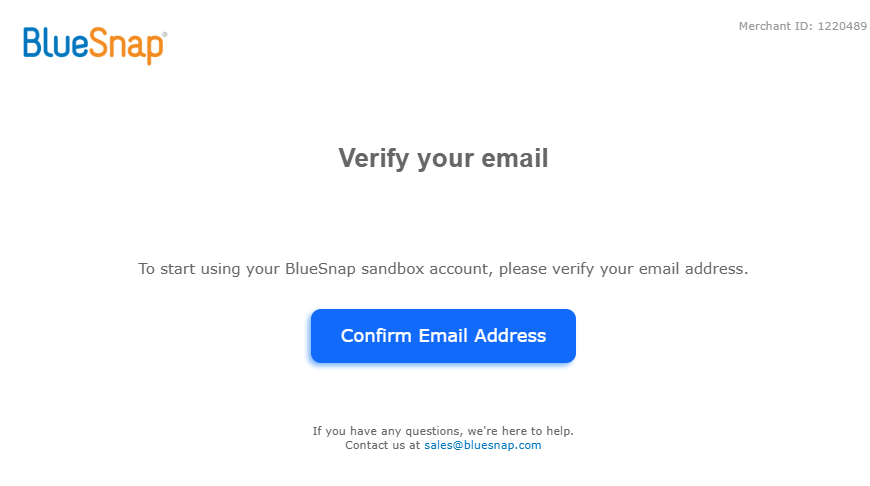 BlueSnap®
Merchant ID: 1220489
Verify your email
To start using your BlueSnap sandbox account, please verify your email address.
Confirm Email Address
If you have any questions, we're here to help.
Contact us at sales@bluesnap.com